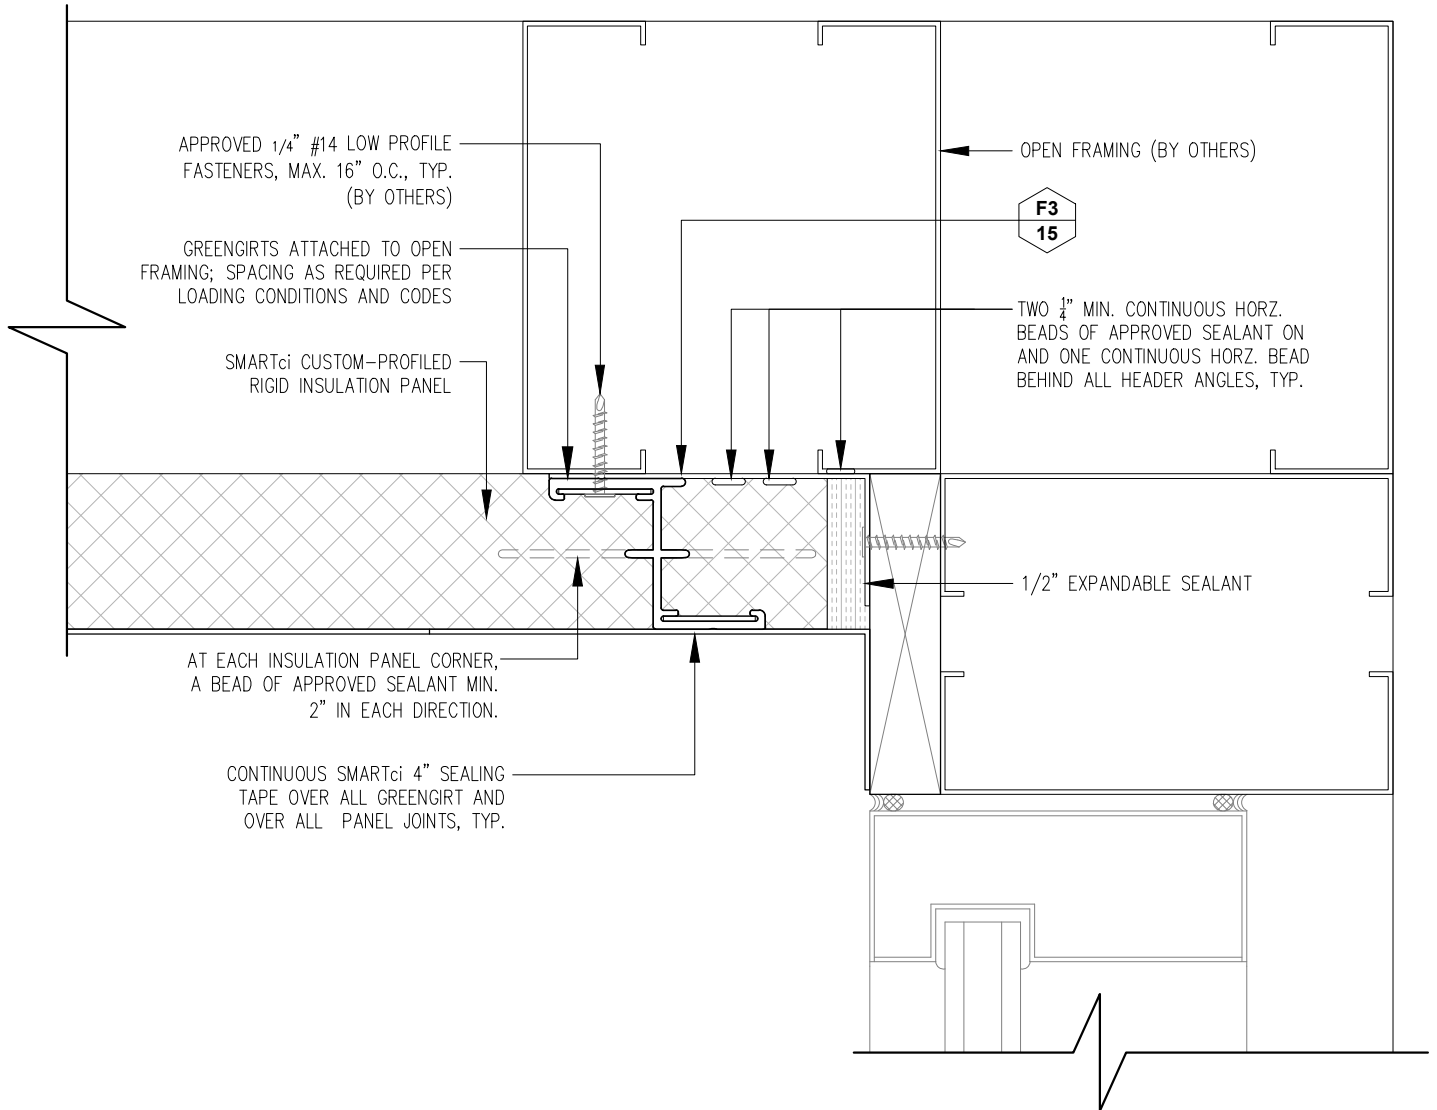 APPROVED 1/4" #14 LOW PROFILE
FASTENERS, MAX. 16" O.C., TYP.
(BY OTHERS)
GREENGIRTS ATTACHED TO OPEN
FRAMING; SPACING AS REQUIRED PER
LOADING CONDITIONS AND CODES
SMARTci CUSTOM-PROFILED
RIGID INSULATION PANEL
AT EACH INSULATION PANEL CORNER,
A BEAD OF APPROVED SEALANT MIN.
2" IN EACH DIRECTION.
CONTINUOUS SMARTci 4" SEALING
TAPE OVER ALL GREENGIRT AND
OVER ALL PANEL JOINTS, TYP.
OPEN FRAMING (BY OTHERS)
F3
15
TWO 1/4" MIN. CONTINUOUS HORZ.
BEADS OF APPROVED SEALANT ON
AND ONE CONTINUOUS HORZ. BEAD
BEHIND ALL HEADER ANGLES, TYP.
1/2" EXPANDABLE SEALANT